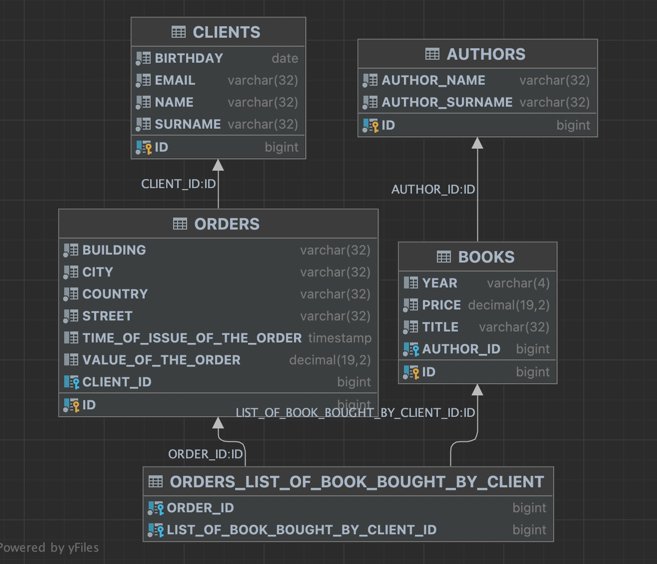 CLIENTS
BIRTHDAY date
EMAIL varchar(32)
NAME varchar(32)
SURNAME varchar(32)
ID bigint
AUTHORS
AUTHOR_NAME varchar(32)
AUTHOR_SURNAME varchar(32)
ID bigint
CLIENT_ID:ID
AUTHOR_ID:ID
ORDERS
BUILDING varchar(32)
CITY varchar(32)
COUNTRY varchar(32)
STREET varchar(32)
TIME_OF_ISSUE_OF_THE_ORDER timestamp
VALUE_OF_THE_ORDER decimal(19,2)
CLIENT_ID bigint
ID bigint
BOOKS
YEAR varchar(4)
PRICE decimal(19,2)
TITLE varchar(32)
AUTHOR_ID bigint
ID bigint
LIST_OF_BOOK_BOUGHT_BY_CLIENT_ID:ID
ORDER_ID:ID
ORDERS_LIST_OF_BOOK_BOUGHT_BY_CLIENT
ORDER_ID bigint
LIST_OF_BOOK_BOUGHT_BY_CLIENT_ID bigint
Powered by yFiles